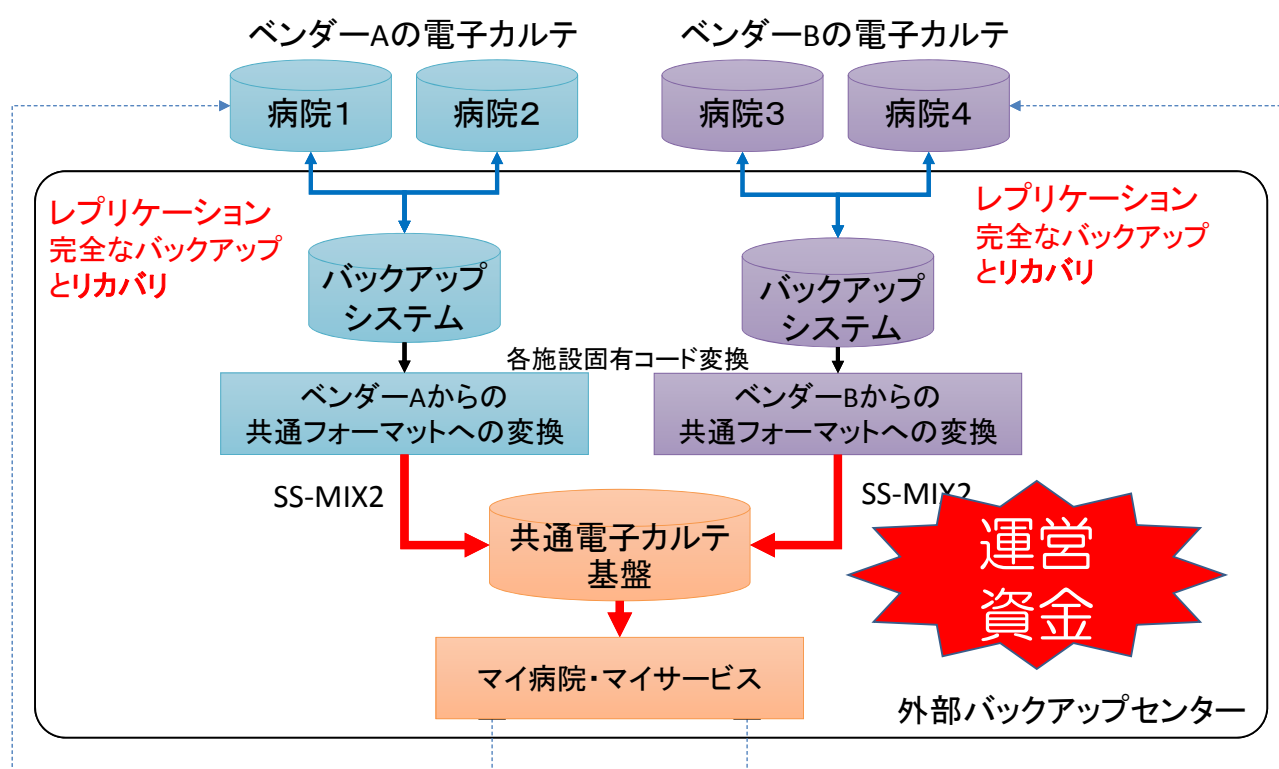 ベンダーAの電子カルテ
ベンダーBの電子カルテ
病院1
病院2
病院3
病院4
レプリケーション
完全なバックアップ
とリカバリ
レプリケーション
完全なバックアップ
とリカバリ
バックアップ
システム
バックアップ
システム
各施設固有コード変換
ベンダーAからの
共通フォーマットへの変換
ベンダーBからの
共通フォーマットへの変換
SS-MIX2
SS-MIX2
共通電子カルテ
基盤
運営
資金
マイ病院・マイサービス
外部バックアップセンター